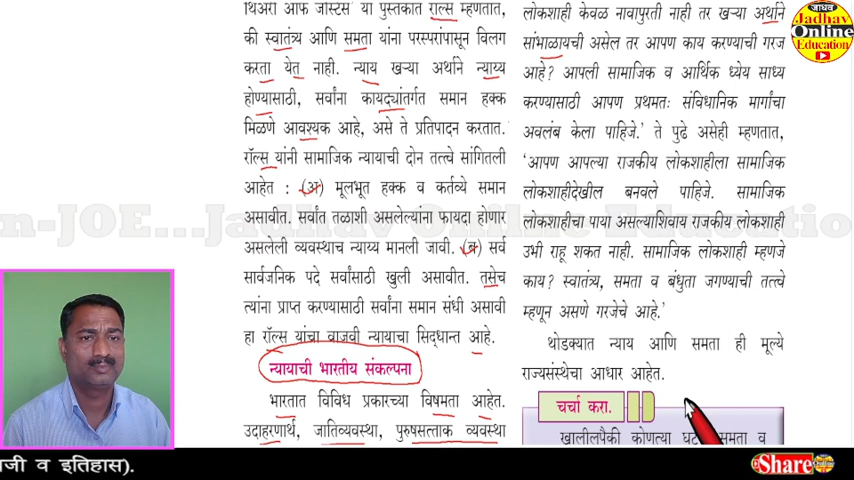 थिअरी ऑफ जस्टिस' या पुस्तकात रॉल्स म्हणतात,
की स्वातंत्र्य आणि समता यांना परस्परांपासून विलग
करता येत नाही. न्याय खऱ्या अर्थाने न्याय्य
होण्यासाठी, सर्वांना कायद्यांतर्गत समान हक्क
मिळणे आवश्यक आहे, असे ते प्रतिपादन करतात.
रॉल्स यांनी सामाजिक न्यायाची दोन तत्त्वे सांगितली
आहेत : (अ) मूलभूत हक्क व कर्तव्ये समान
असावीत. सर्वांत तळाशी असलेल्यांना फायदा होणार
असलेली व्यवस्थाच न्याय्य मानली जावी. (ब) सर्व
सार्वजनिक पदे सर्वांसाठी खुली असावीत. तसेच
त्यांना प्राप्त करण्यासाठी सर्वांना समान संधी असावी
हा रॉल्स यांचा वाजवी न्यायाचा सिद्धान्त आहे.
न्यायाची भारतीय संकल्पना
भारतात विविध प्रकारच्या विषमता आहेत.
उदाहरणार्थ, जातिव्यवस्था, पुरुषसत्ताक व्यवस्था
लोकशाही केवळ नावापुरती नाही तर खऱ्या अर्थाने
सांभाळायची असेल तर आपण काय करण्याची गरज
आहे? आपली सामाजिक व आर्थिक ध्येय साध्य
करण्यासाठी आपण प्रथमतः संविधानिक मार्गांचा
अवलंब केला पाहिजे.' ते पुढे असेही म्हणतात,
'आपण आपल्या राजकीय लोकशाहीला सामाजिक
लोकशाहीदेखील बनवले पाहिजे. सामाजिक
लोकशाहीचा पाया असल्याशिवाय राजकीय लोकशाही
उभी राहू शकत नाही. सामाजिक लोकशाही म्हणजे
काय? स्वातंत्र्य, समता व बंधुता जगण्याची तत्त्वे
म्हणून असणे गरजेचे आहे.'
थोडक्यात न्याय आणि समता ही मूल्ये
राज्यसंस्थेचा आधार आहेत.
चर्चा करा.
खालीलपैकी कोणत्या समता व
जाधव
Jadhav
Online
Education
n-JOE...Jadhav Online Educatio
जी व इतिहास).
Share